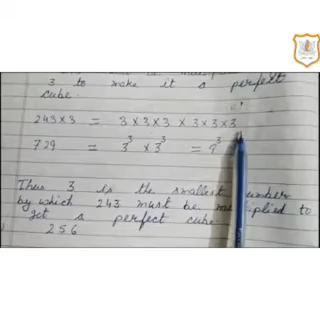 3 to make it a perfect
cube.
243×3 = 3×3×3 × 3×3×3
729 = 3³ × 3³ = 9³
Thus 3 is the smallest number
by which 243 must be multiplied to
get a perfect cube
256